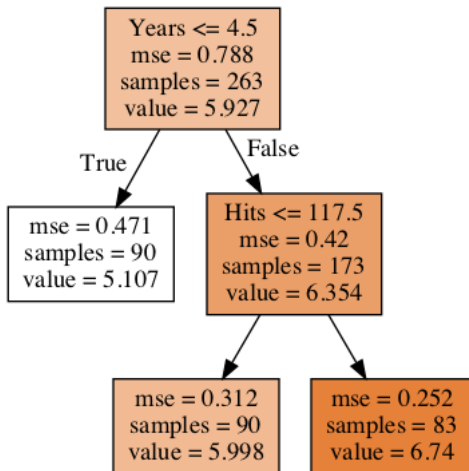 Years <= 4.5
mse = 0.788
samples = 263
value = 5.927
True
False
mse = 0.471
samples = 90
value = 5.107
Hits <= 117.5
mse = 0.42
samples = 173
value = 6.354
mse = 0.312
samples = 90
value = 5.998
mse = 0.252
samples = 83
value = 6.74